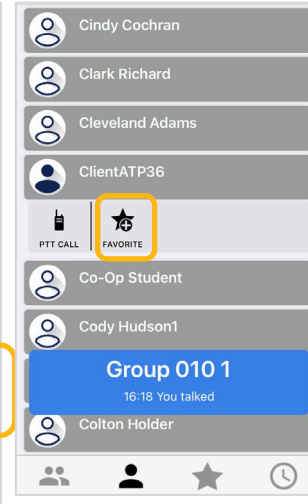 Cindy Cochran
Clark Richard
Cleveland Adams
ClientATP36
PTT CALL
FAVORITE
Co-Op Student
Cody Hudson1
Group 010 1
16:18 You talked
Colton Holder